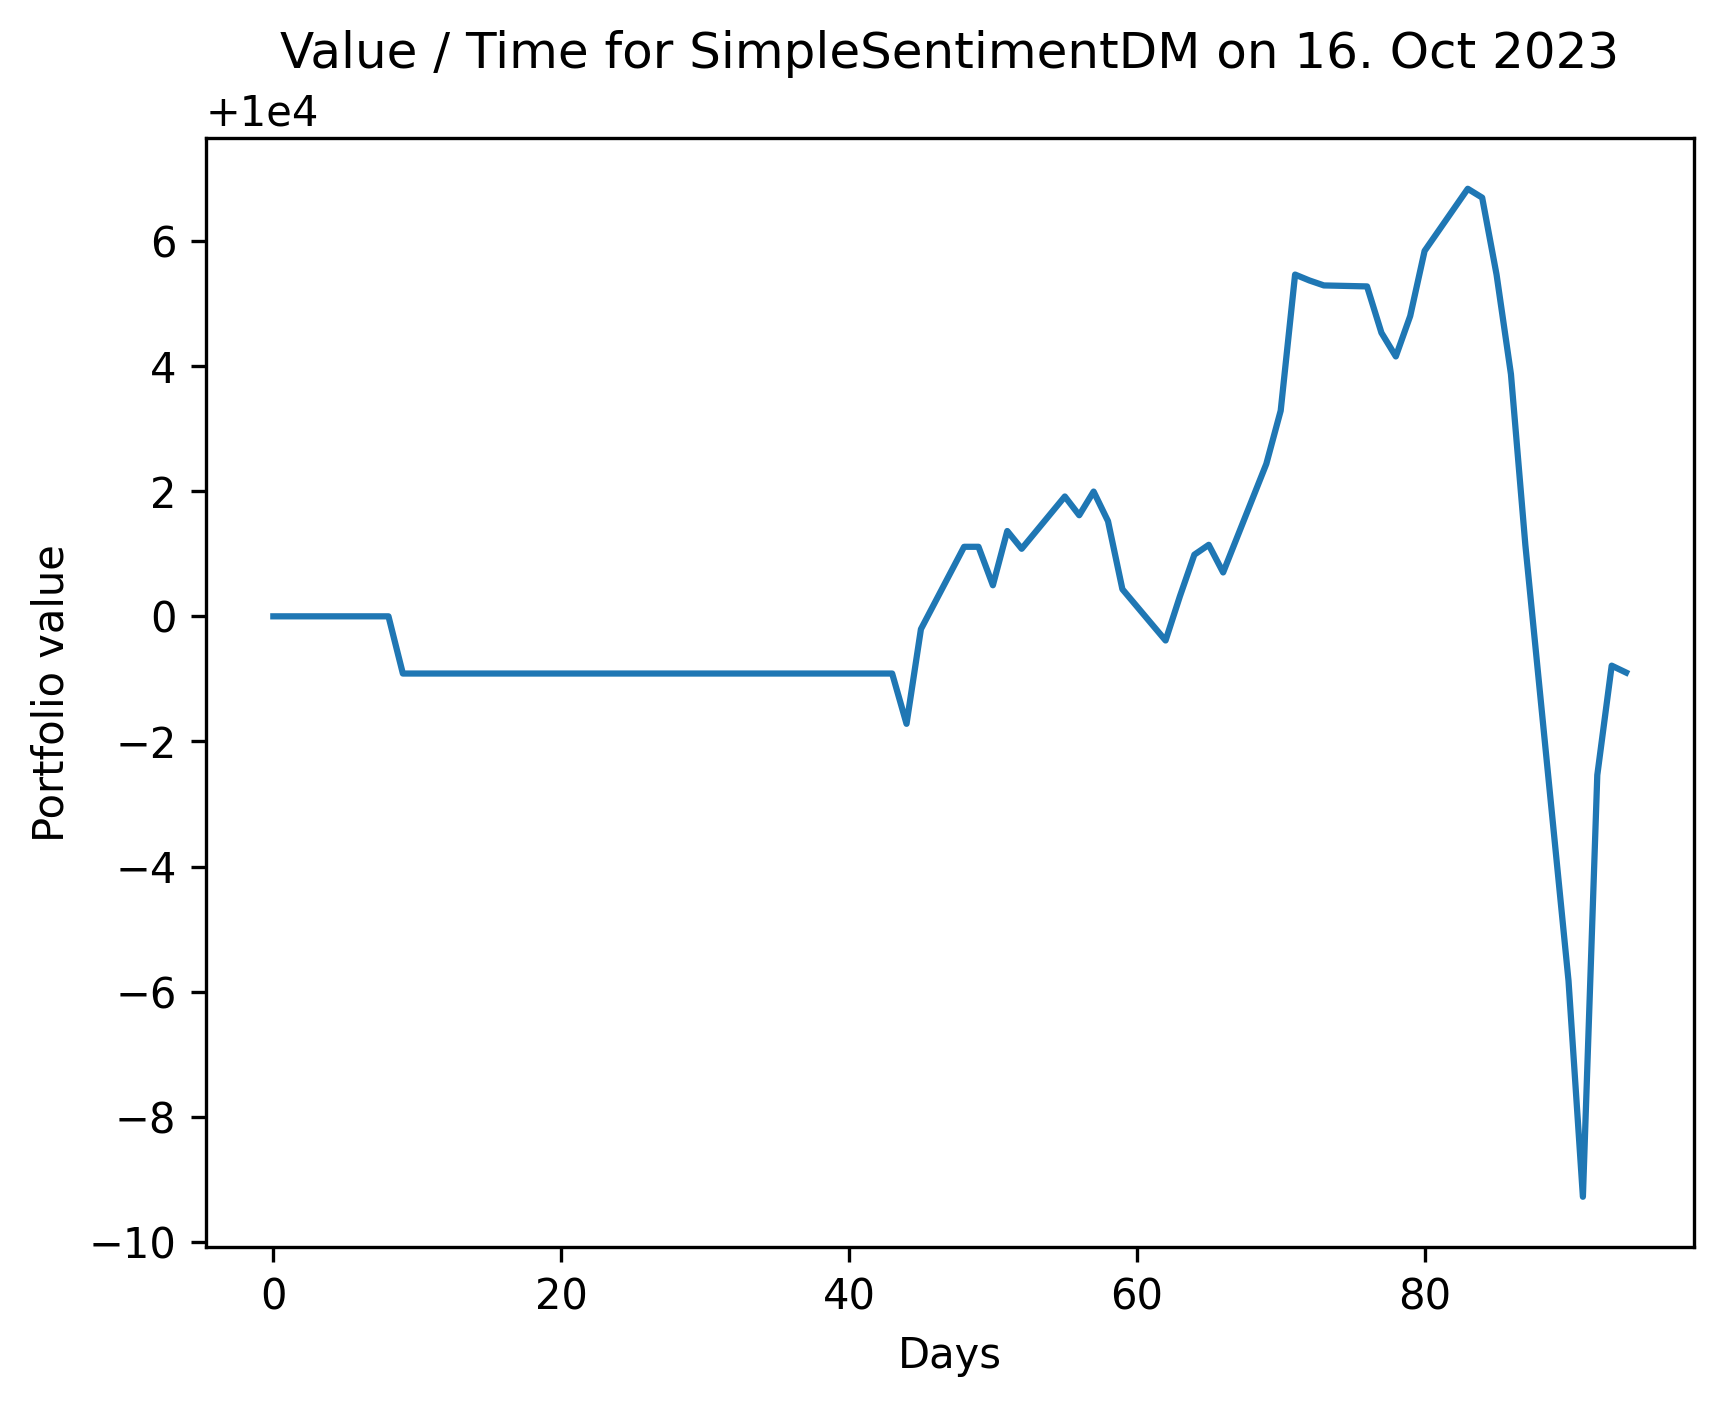 Value / Time for SimpleSentimentDM on 16. Oct 2023
+1e4
6
4
2
0
−2
−4
−6
−8
−10
Portfolio value
0 20 40 60 80
Days